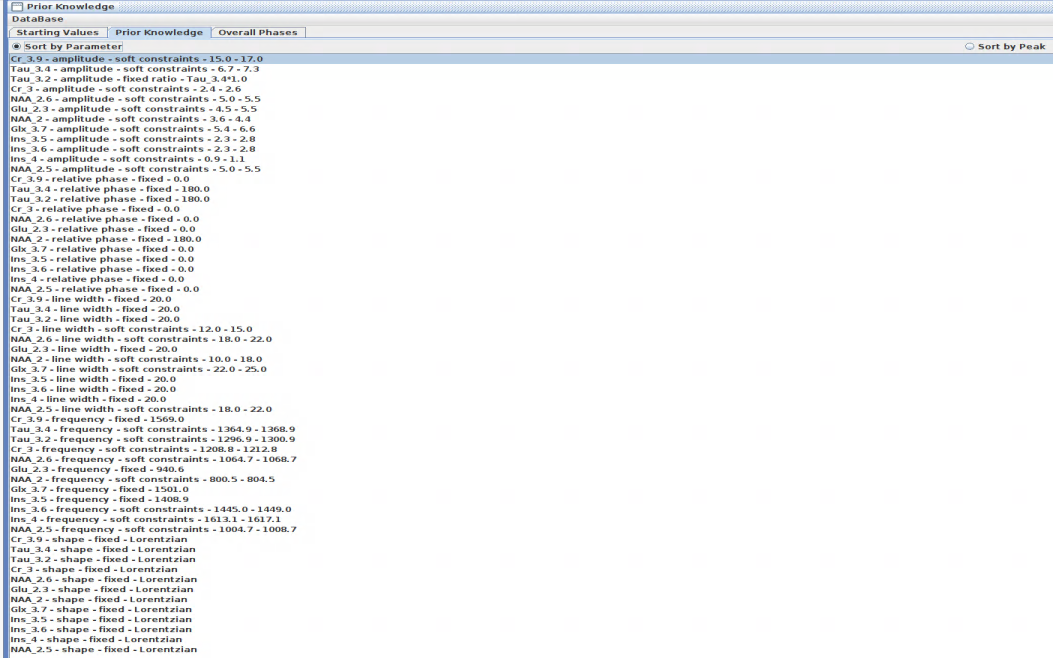 Prior Knowledge
DataBase
Starting Values Prior Knowledge Overall Phases
Sort by Parameter Sort by Peak
Cr_3.9 - amplitude - soft constraints - 15.0 - 17.0
Tau_3.4 - amplitude - soft constraints - 6.7 - 7.3
Tau_3.2 - amplitude - fixed ratio - Tau_3.4*1.0
Cr_3 - amplitude - soft constraints - 2.4 - 2.6
NAA_2.6 - amplitude - soft constraints - 5.0 - 5.5
Glu_2.3 - amplitude - soft constraints - 4.5 - 5.5
NAA_2 - amplitude - soft constraints - 3.6 - 4.4
Glx_3.7 - amplitude - soft constraints - 5.4 - 6.6
Ins_3.5 - amplitude - soft constraints - 2.3 - 2.8
Ins_3.6 - amplitude - soft constraints - 2.3 - 2.8
Ins_4 - amplitude - soft constraints - 0.9 - 1.1
NAA_2.5 - amplitude - soft constraints - 5.0 - 5.5
Cr_3.9 - relative phase - fixed - 0.0
Tau_3.4 - relative phase - fixed - 180.0
Tau_3.2 - relative phase - fixed - 180.0
Cr_3 - relative phase - fixed - 0.0
NAA_2.6 - relative phase - fixed - 0.0
Glu_2.3 - relative phase - fixed - 0.0
NAA_2 - relative phase - fixed - 180.0
Glx_3.7 - relative phase - fixed - 0.0
Ins_3.5 - relative phase - fixed - 0.0
Ins_3.6 - relative phase - fixed - 0.0
Ins_4 - relative phase - fixed - 0.0
NAA_2.5 - relative phase - fixed - 0.0
Cr_3.9 - line width - fixed - 20.0
Tau_3.4 - line width - fixed - 20.0
Tau_3.2 - line width - fixed - 20.0
Cr_3 - line width - soft constraints - 12.0 - 15.0
NAA_2.6 - line width - soft constraints - 18.0 - 22.0
Glu_2.3 - line width - fixed - 20.0
NAA_2 - line width - soft constraints - 10.0 - 18.0
Glx_3.7 - line width - soft constraints - 22.0 - 25.0
Ins_3.5 - line width - fixed - 20.0
Ins_3.6 - line width - fixed - 20.0
Ins_4 - line width - fixed - 20.0
NAA_2.5 - line width - soft constraints - 18.0 - 22.0
Cr_3.9 - frequency - fixed - 1569.0
Tau_3.4 - frequency - soft constraints - 1364.9 - 1368.9
Tau_3.2 - frequency - soft constraints - 1296.9 - 1300.9
Cr_3 - frequency - soft constraints - 1208.8 - 1212.8
NAA_2.6 - frequency - soft constraints - 1064.7 - 1068.7
Glu_2.3 - frequency - fixed - 940.6
NAA_2 - frequency - soft constraints - 800.5 - 804.5
Glx_3.7 - frequency - fixed - 1501.0
Ins_3.5 - frequency - fixed - 1408.9
Ins_3.6 - frequency - soft constraints - 1445.0 - 1449.0
Ins_4 - frequency - soft constraints - 1613.1 - 1617.1
NAA_2.5 - frequency - soft constraints - 1004.7 - 1008.7
Cr_3.9 - shape - fixed - Lorentzian
Tau_3.4 - shape - fixed - Lorentzian
Tau_3.2 - shape - fixed - Lorentzian
Cr_3 - shape - fixed - Lorentzian
NAA_2.6 - shape - fixed - Lorentzian
Glu_2.3 - shape - fixed - Lorentzian
NAA_2 - shape - fixed - Lorentzian
Glx_3.7 - shape - fixed - Lorentzian
Ins_3.5 - shape - fixed - Lorentzian
Ins_3.6 - shape - fixed - Lorentzian
Ins_4 - shape - fixed - Lorentzian
NAA_2.5 - shape - fixed - Lorentzian